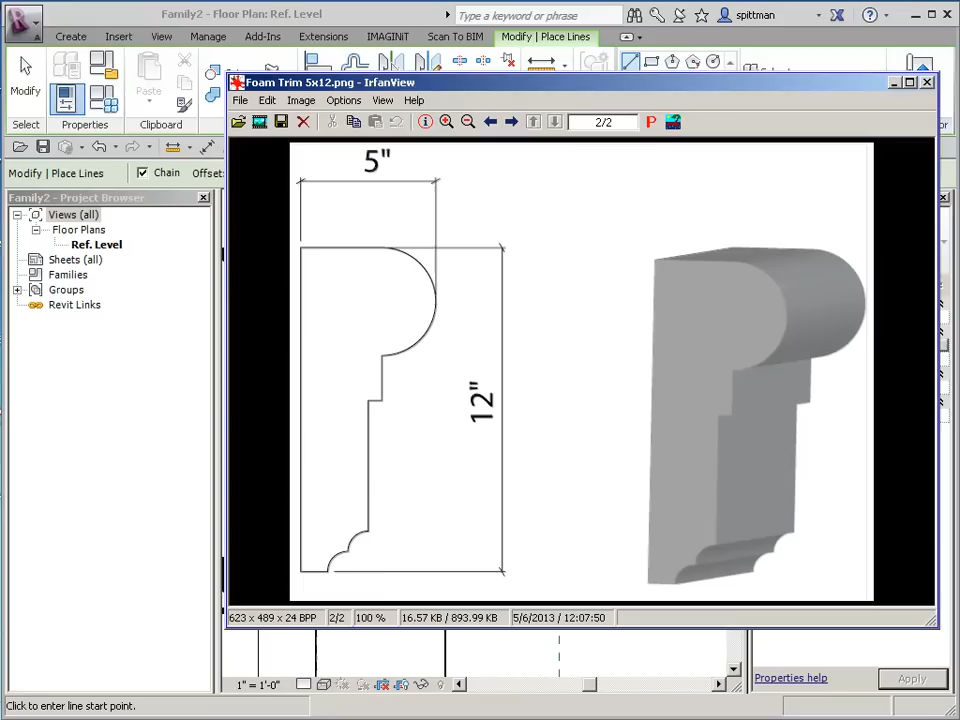 Family2 - Floor Plan: Ref. Level
Type a keyword or phrase
spittman
Create Insert View Manage Add-Ins Extensions IMAGINiT Scan To BIM Modify | Place Lines
Modify
Paste
Select
Properties
Clipboard
Modify | Place Lines
Chain
Offset:
Family2 - Project Browser
Views (all)
Floor Plans
Ref. Level
Sheets (all)
Families
Groups
Revit Links
Foam Trim 5x12.png - IrfanView
File Edit Image Options View Help
2/2
5"
12"
623 x 489 x 24 BPP
2/2
100 %
16.57 KB / 893.99 KB
5/6/2013 / 12:07:50
1" = 1'-0"
Properties help
Apply
Click to enter line start point.